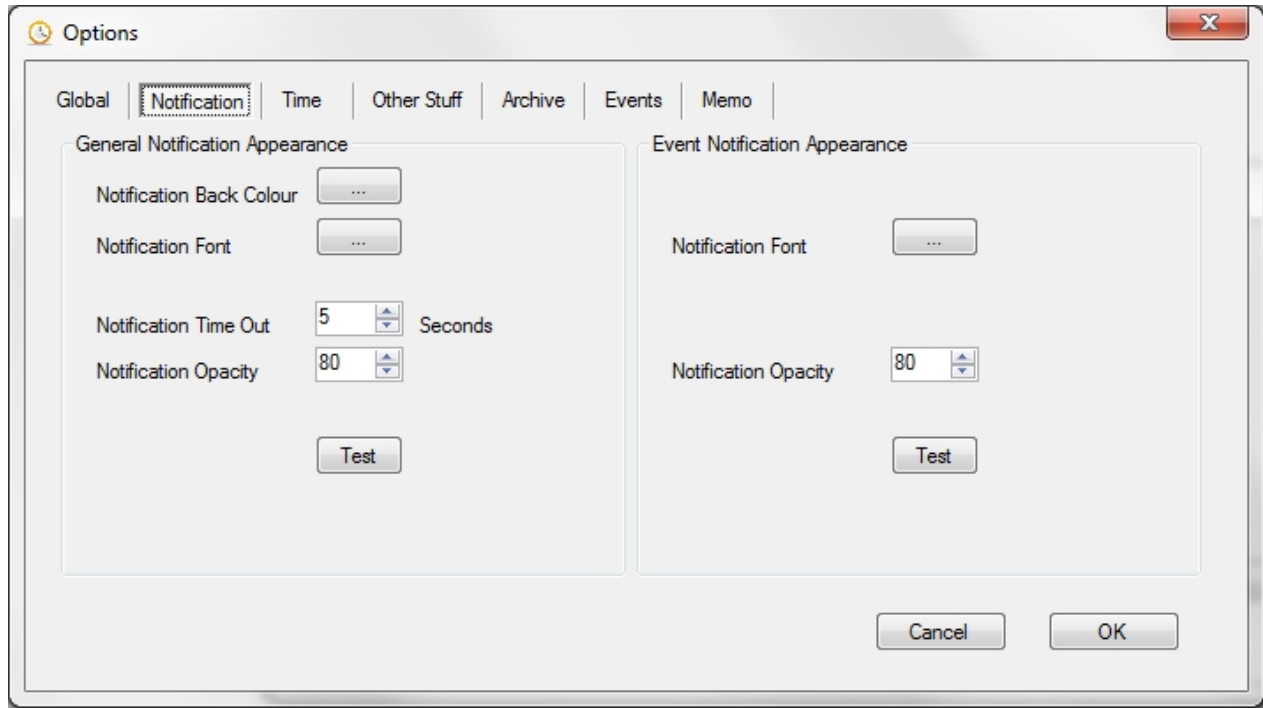 Options
Global Notification Time Other Stuff Archive Events Memo
General Notification Appearance
Notification Back Colour ...
Notification Font ...
Notification Time Out 5 Seconds
Notification Opacity 80
Test
Event Notification Appearance
Notification Font ...
Notification Opacity 80
Test
Cancel OK